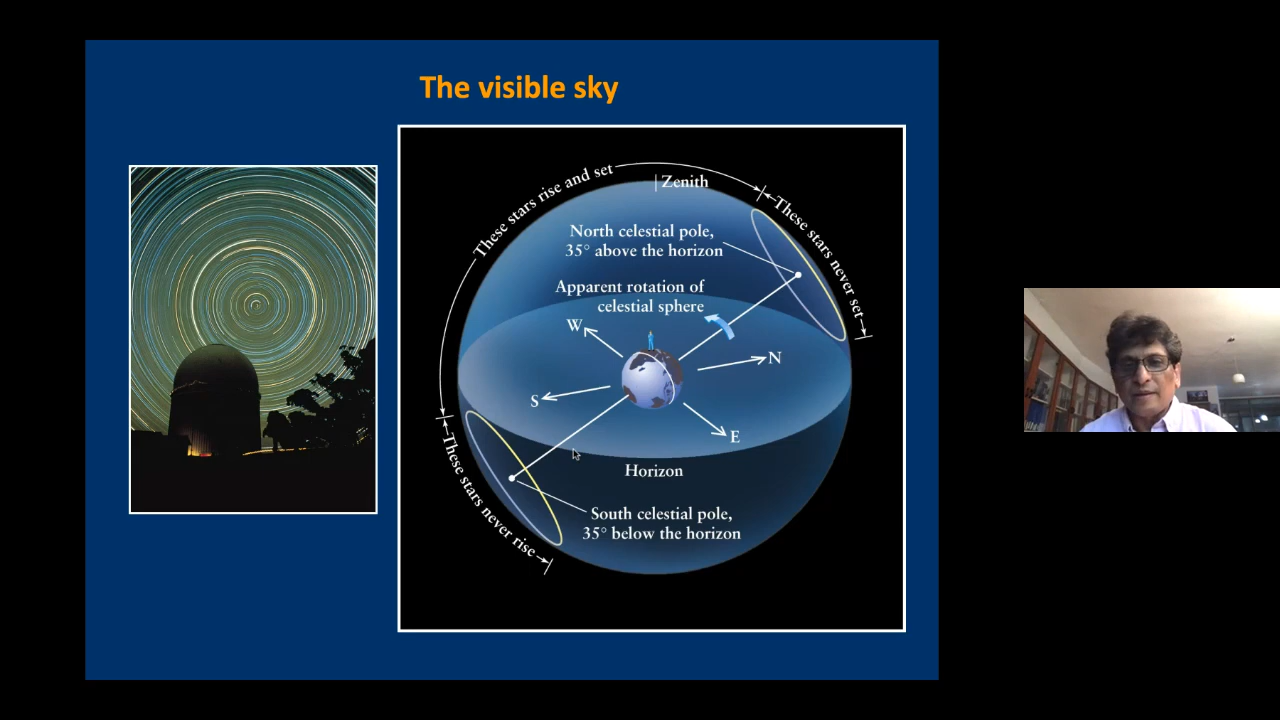 The visible sky
These stars rise and set
Zenith
These stars never set
North celestial pole,
35° above the horizon
Apparent rotation of
celestial sphere
W
N
S
E
Horizon
These stars never rise
South celestial pole,
35° below the horizon